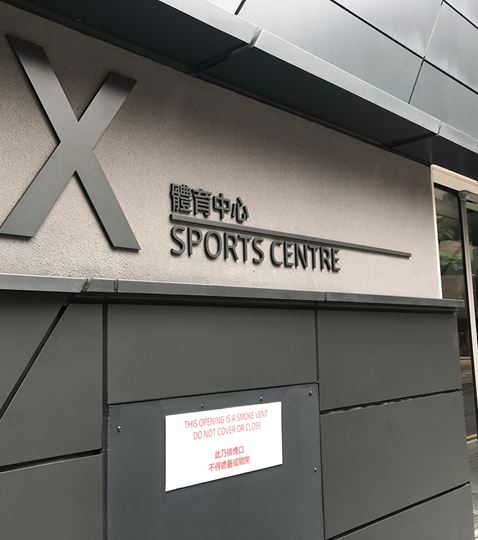 X
體育中心
SPORTS CENTRE
THIS OPENING IS A SMOKE VENT
DO NOT COVER OR CLOSE
此乃排煙口
不得遮蓋或關閉